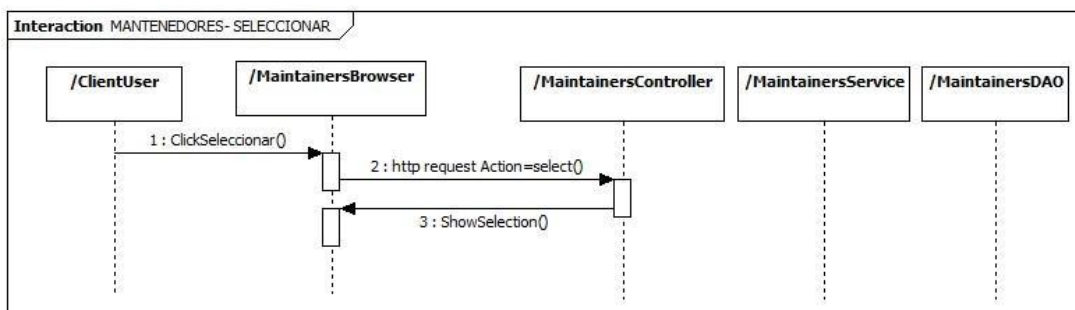 Interaction MANTENEDORES- SELECCIONAR
/ClientUser
/MaintainersBrowser
/MaintainersController
/MaintainersService
/MaintainersDAO
1 : ClickSeleccionar()
2 : http request Action=select()
3 : ShowSelection()